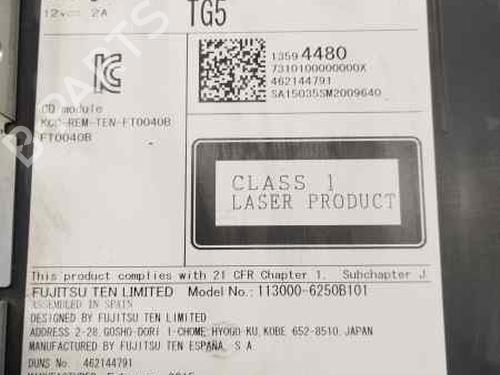 12V 2A
TG5
13594480
7310100000000X
462144791
SA15035SM2009640
CD module
KCC-REM-TEN-FT0040B
FT0040B
CLASS 1
LASER PRODUCT
This product complies with 21 CFR Chapter 1. Subchapter J.
FUJITSU TEN LIMITED Model No.: 113000-6250B101
ASSEMBLED IN SPAIN
DESIGNED BY FUJITSU TEN LIMITED
ADDRESS 2-28, GOSHO-DORI 1-CHOME, HYOGO-KU, KOBE 652-8510, JAPAN
MANUFACTURED BY FUJITSU TEN ESPAÑA, S.A.
DUNS No. 462144791